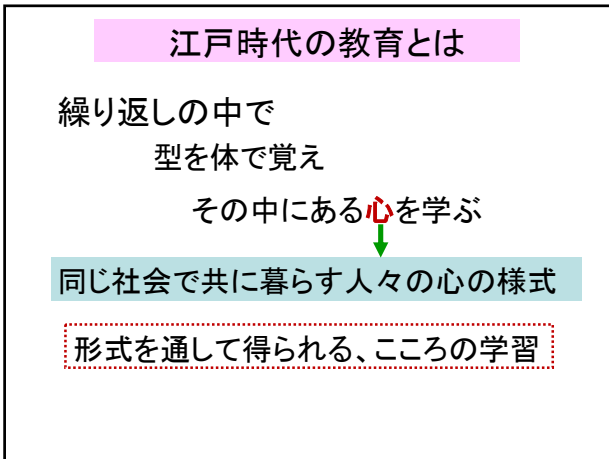 江戸時代の教育とは
繰り返しの中で
型を体で覚え
その中にある心を学ぶ
同じ社会で共に暮らす人々の心の様式
形式を通して得られる、こころの学習